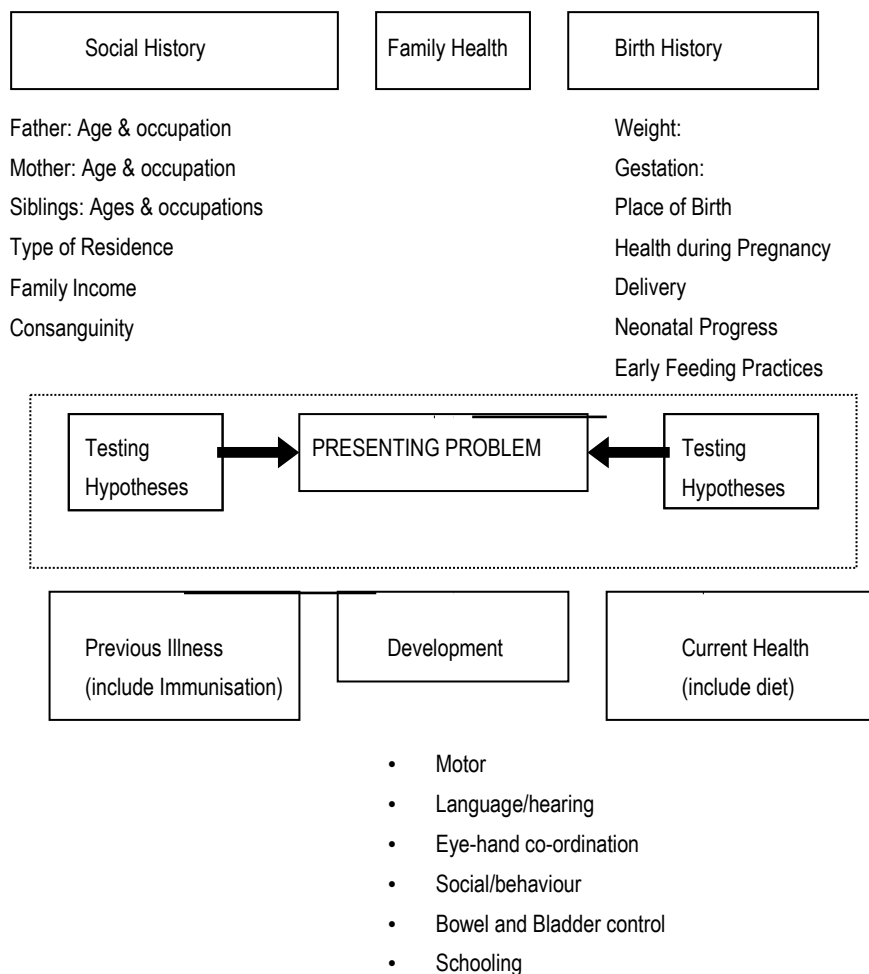 Social History
Family Health
Birth History
Father: Age & occupation
Mother: Age & occupation
Siblings: Ages & occupations
Type of Residence
Family Income
Consanguinity
Weight:
Gestation:
Place of Birth
Health during Pregnancy
Delivery
Neonatal Progress
Early Feeding Practices
Testing
Hypotheses
PRESENTING PROBLEM
Testing
Hypotheses
Previous Illness
(include Immunisation)
Development
Current Health
(include diet)
• Motor
• Language/hearing
• Eye-hand co-ordination
• Social/behaviour
• Bowel and Bladder control
• Schooling